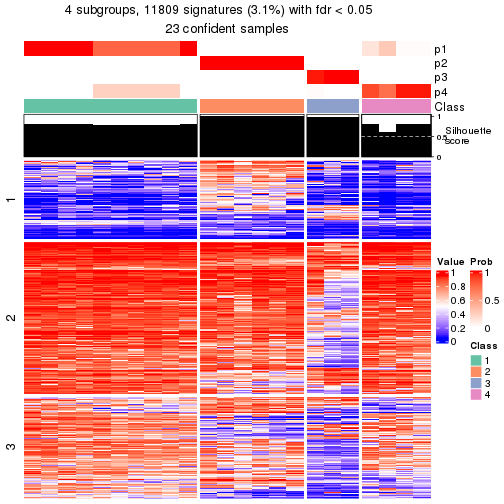 4 subgroups, 11809 signatures (3.1%) with fdr < 0.05
23 confident samples
p1
p2
p3
p4
Class
1
0.5
0
Silhouette
score
1
2
3
Value Prob
1 1
0.8
0.6 0.5
0.4
0.2
0 0
Class
1
2
3
4